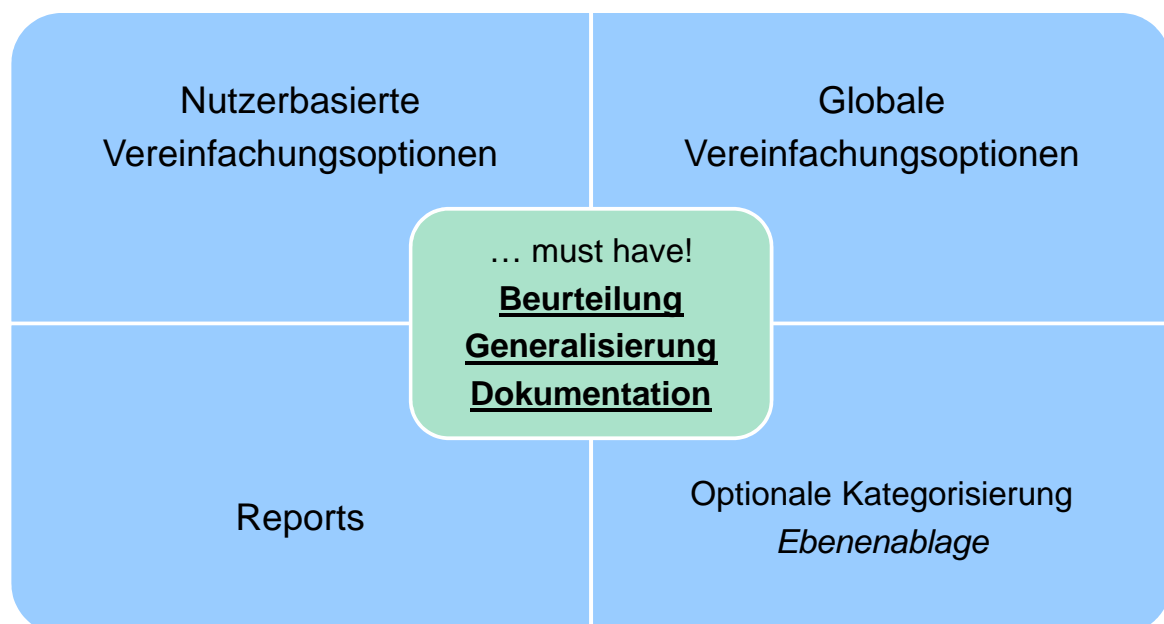 Nutzerbasierte
Vereinfachungsoptionen
Globale
Vereinfachungsoptionen
… must have!
Beurteilung
Generalisierung
Dokumentation
Reports
Optionale Kategorisierung
Ebenenablage